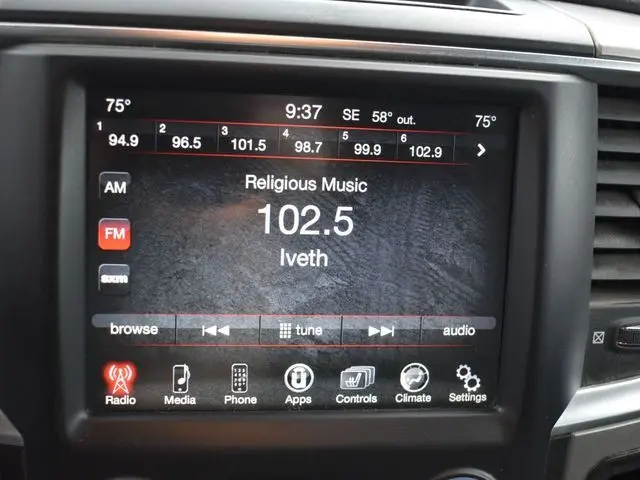 75° 9:37 SE 58° out. 75°
1 94.9 2 96.5 3 101.5 4 98.7 5 99.9 6 102.9
AM
Religious Music
102.5
FM
Iveth
sxm
browse tune audio
Radio Media Phone Apps Controls Climate Settings